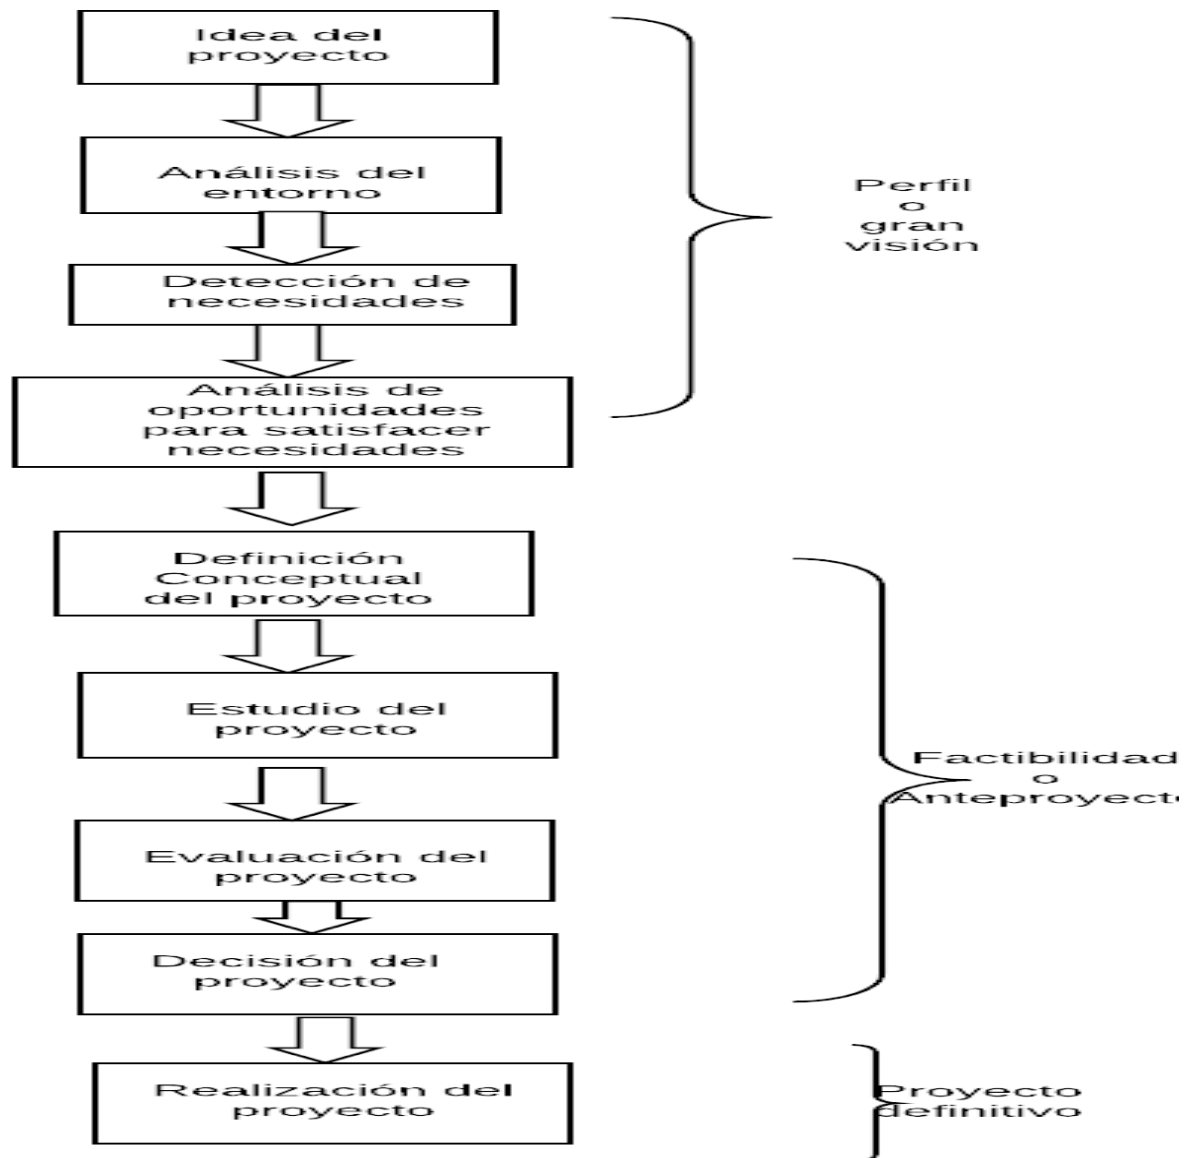 Idea del
proyecto
Análisis del
entorno
Detección de
necesidades
Análisis de
oportunidades
para satisfacer
necesidades
Perfil
o
gran
visión
Definición
Conceptual
del proyecto
Estudio del
proyecto
Evaluación del
proyecto
Decisión del
proyecto
Factibilidad
o
Anteproyecto
Realización del
proyecto
Proyecto
definitivo